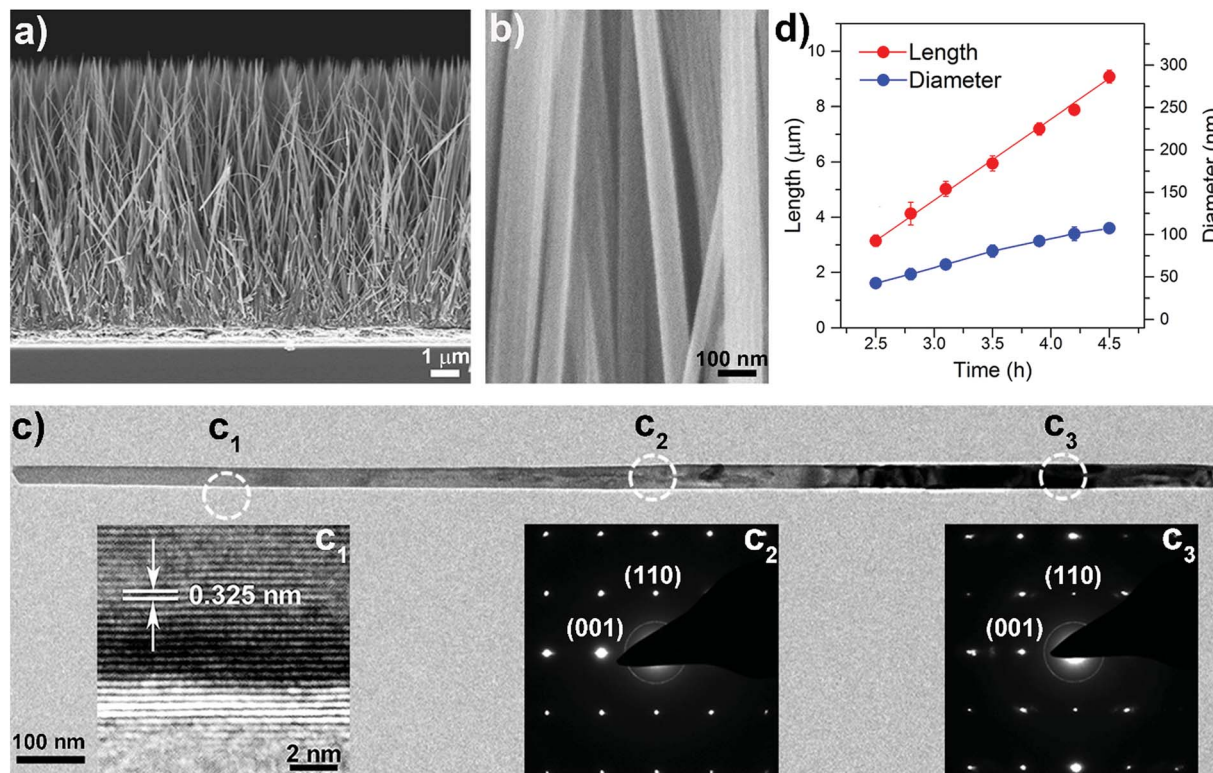 a)
1 μm
b)
100 nm
d)
Length
Diameter
10
8
6
4
2
0
Length (μm)
300
250
200
150
100
50
0
Diameter (nm)
2.5
3.0
3.5
4.0
4.5
Time (h)
c)
c1
c2
c3
c1
0.325 nm
2 nm
100 nm
c2
(110)
(001)
c3
(110)
(001)